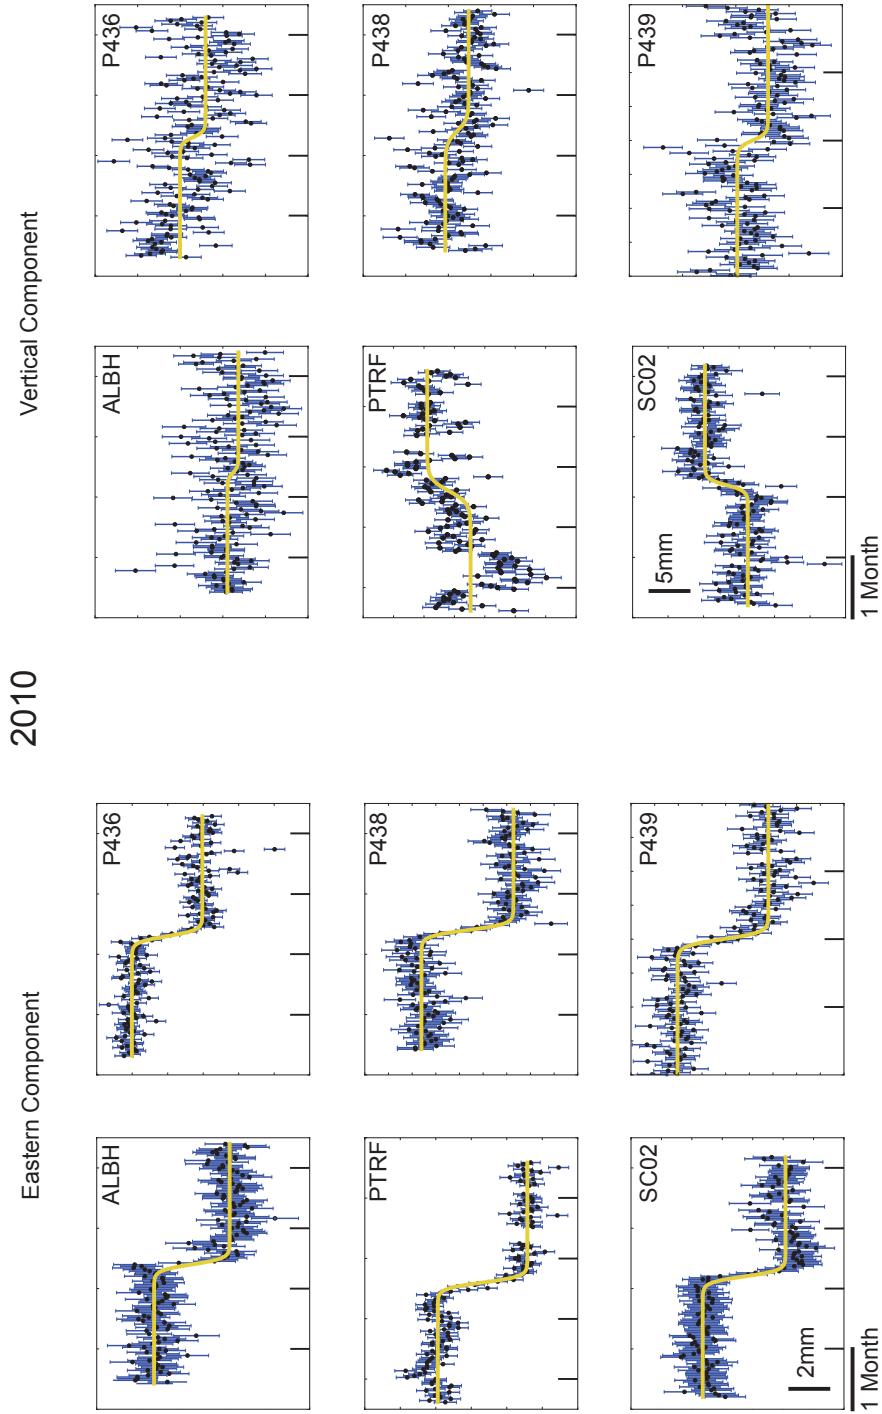 2010
Eastern Component
Vertical Component
ALBH
P436
ALBH
P436
PTRF
P438
PTRF
P438
SC02
P439
SC02
P439
2mm
5mm
1 Month
1 Month